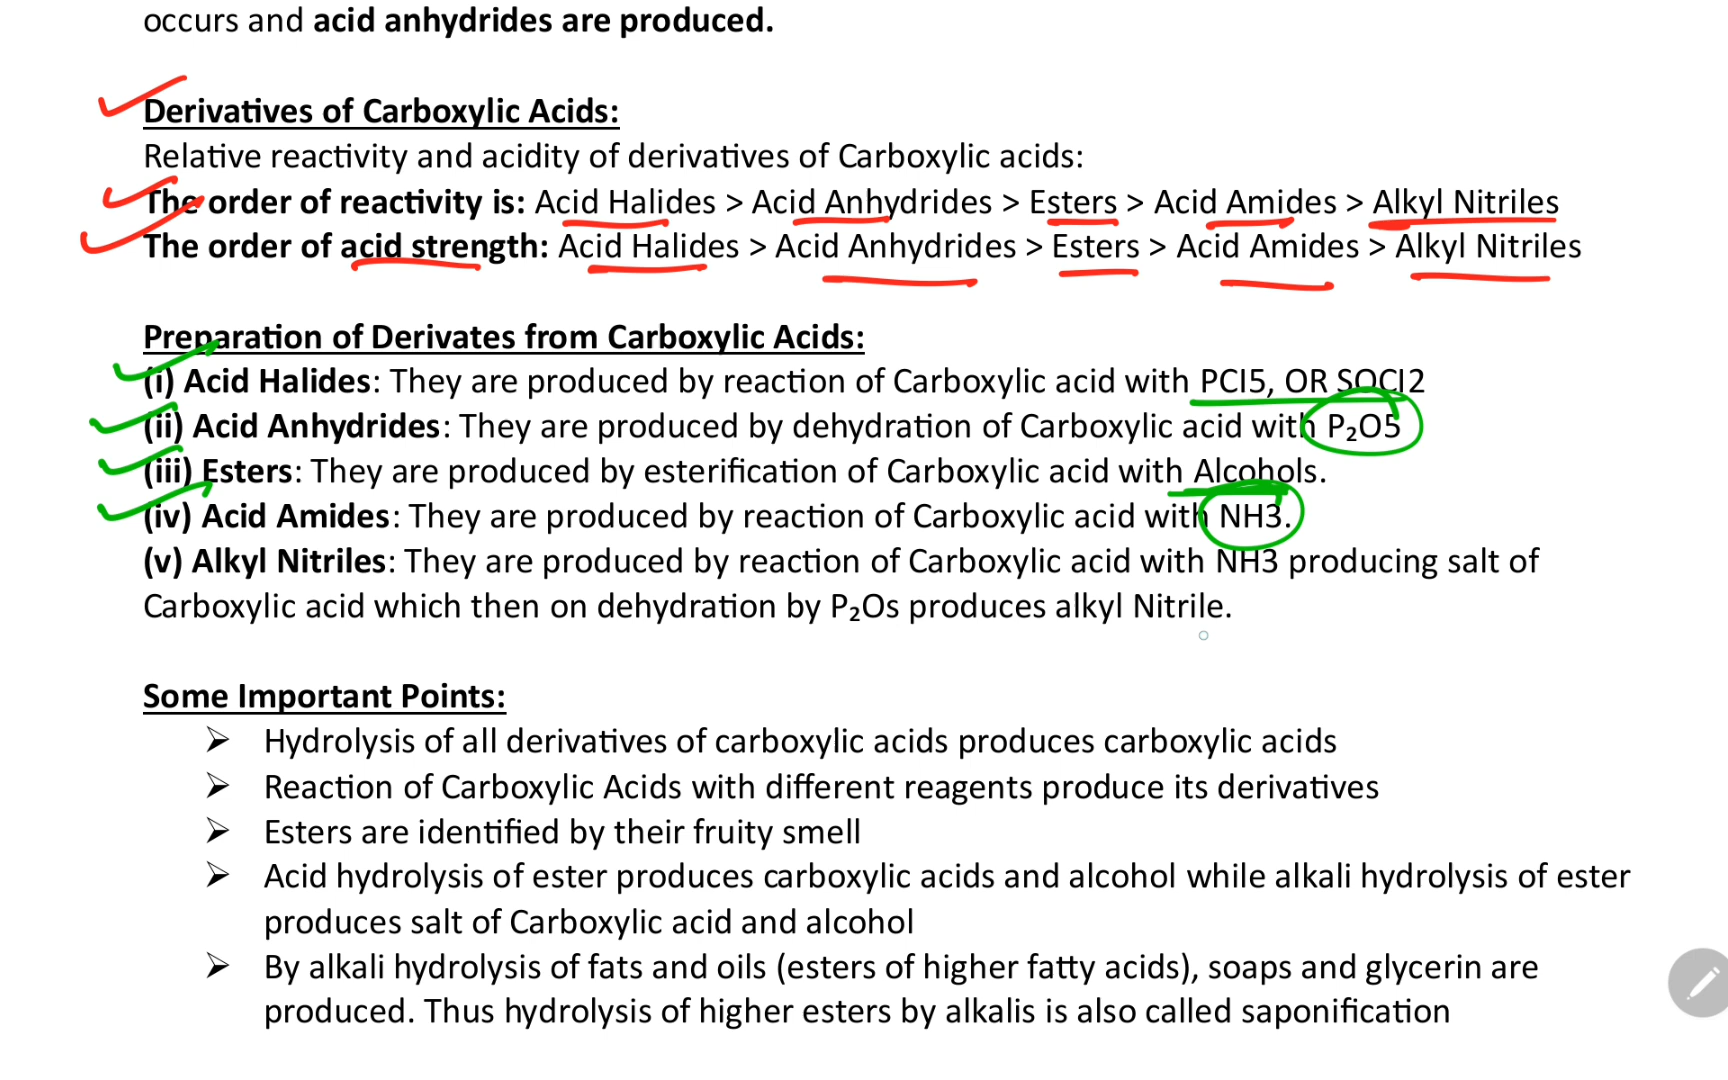 occurs and acid anhydrides are produced.
Derivatives of Carboxylic Acids:
Relative reactivity and acidity of derivatives of Carboxylic acids:
The order of reactivity is: Acid Halides > Acid Anhydrides > Esters > Acid Amides > Alkyl Nitriles
The order of acid strength: Acid Halides > Acid Anhydrides > Esters > Acid Amides > Alkyl Nitriles
Preparation of Derivates from Carboxylic Acids:
(i) Acid Halides: They are produced by reaction of Carboxylic acid with PCI5, OR SOCI2
(ii) Acid Anhydrides: They are produced by dehydration of Carboxylic acid with P₂O5
(iii) Esters: They are produced by esterification of Carboxylic acid with Alcohols.
(iv) Acid Amides: They are produced by reaction of Carboxylic acid with NH3.
(v) Alkyl Nitriles: They are produced by reaction of Carboxylic acid with NH3 producing salt of
Carboxylic acid which then on dehydration by P₂Os produces alkyl Nitrile.
Some Important Points:
➢ Hydrolysis of all derivatives of carboxylic acids produces carboxylic acids
➢ Reaction of Carboxylic Acids with different reagents produce its derivatives
➢ Esters are identified by their fruity smell
➢ Acid hydrolysis of ester produces carboxylic acids and alcohol while alkali hydrolysis of ester
produces salt of Carboxylic acid and alcohol
➢ By alkali hydrolysis of fats and oils (esters of higher fatty acids), soaps and glycerin are
produced. Thus hydrolysis of higher esters by alkalis is also called saponification